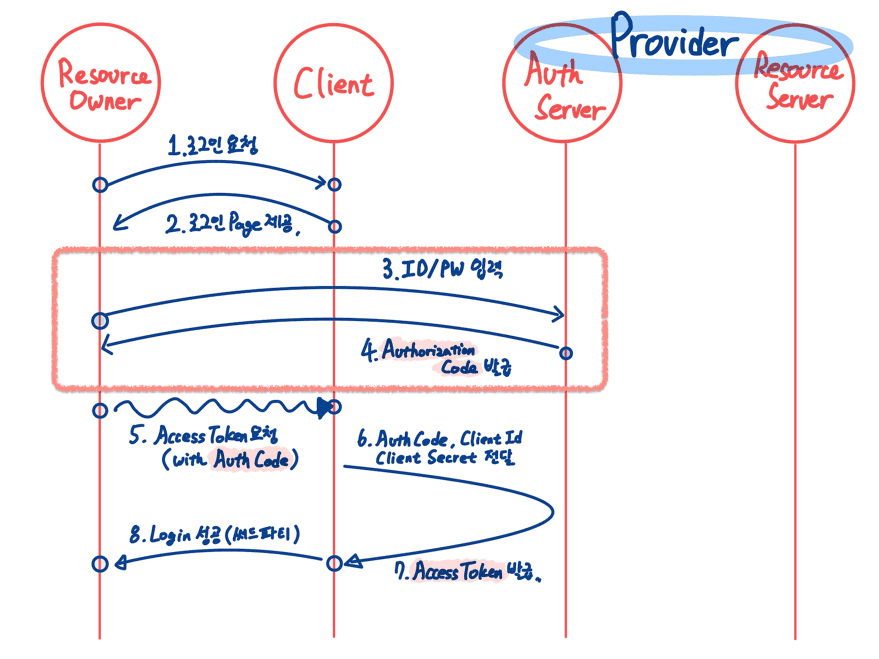 Provider
Resource
Owner
Client
Auth
Server
Resource
Server
1.로그인 요청
2. 로그인 Page 제공.
3. ID/PW 입력
4. Authorization
Code 발급
5. Access Token 요청
(with Auth Code)
6. Auth Code, Client Id
Client Secret 전달
7. Access Token 발급.
8. Login 성공 (써드파티)